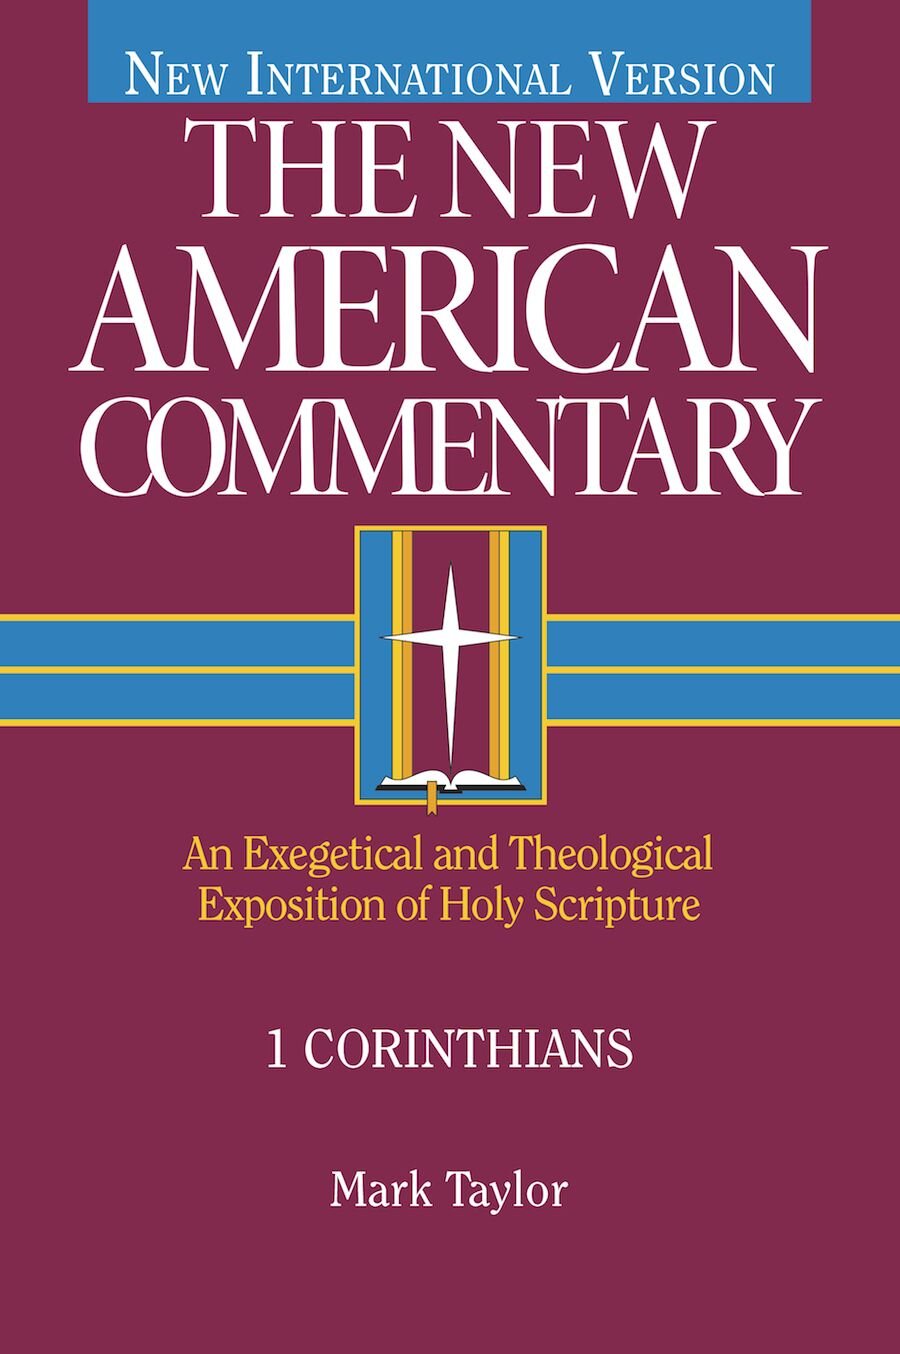 NEW INTERNATIONAL VERSION
THE NEW
AMERICAN
COMMENTARY
An Exegetical and Theological
Exposition of Holy Scripture
1 CORINTHIANS
Mark Taylor